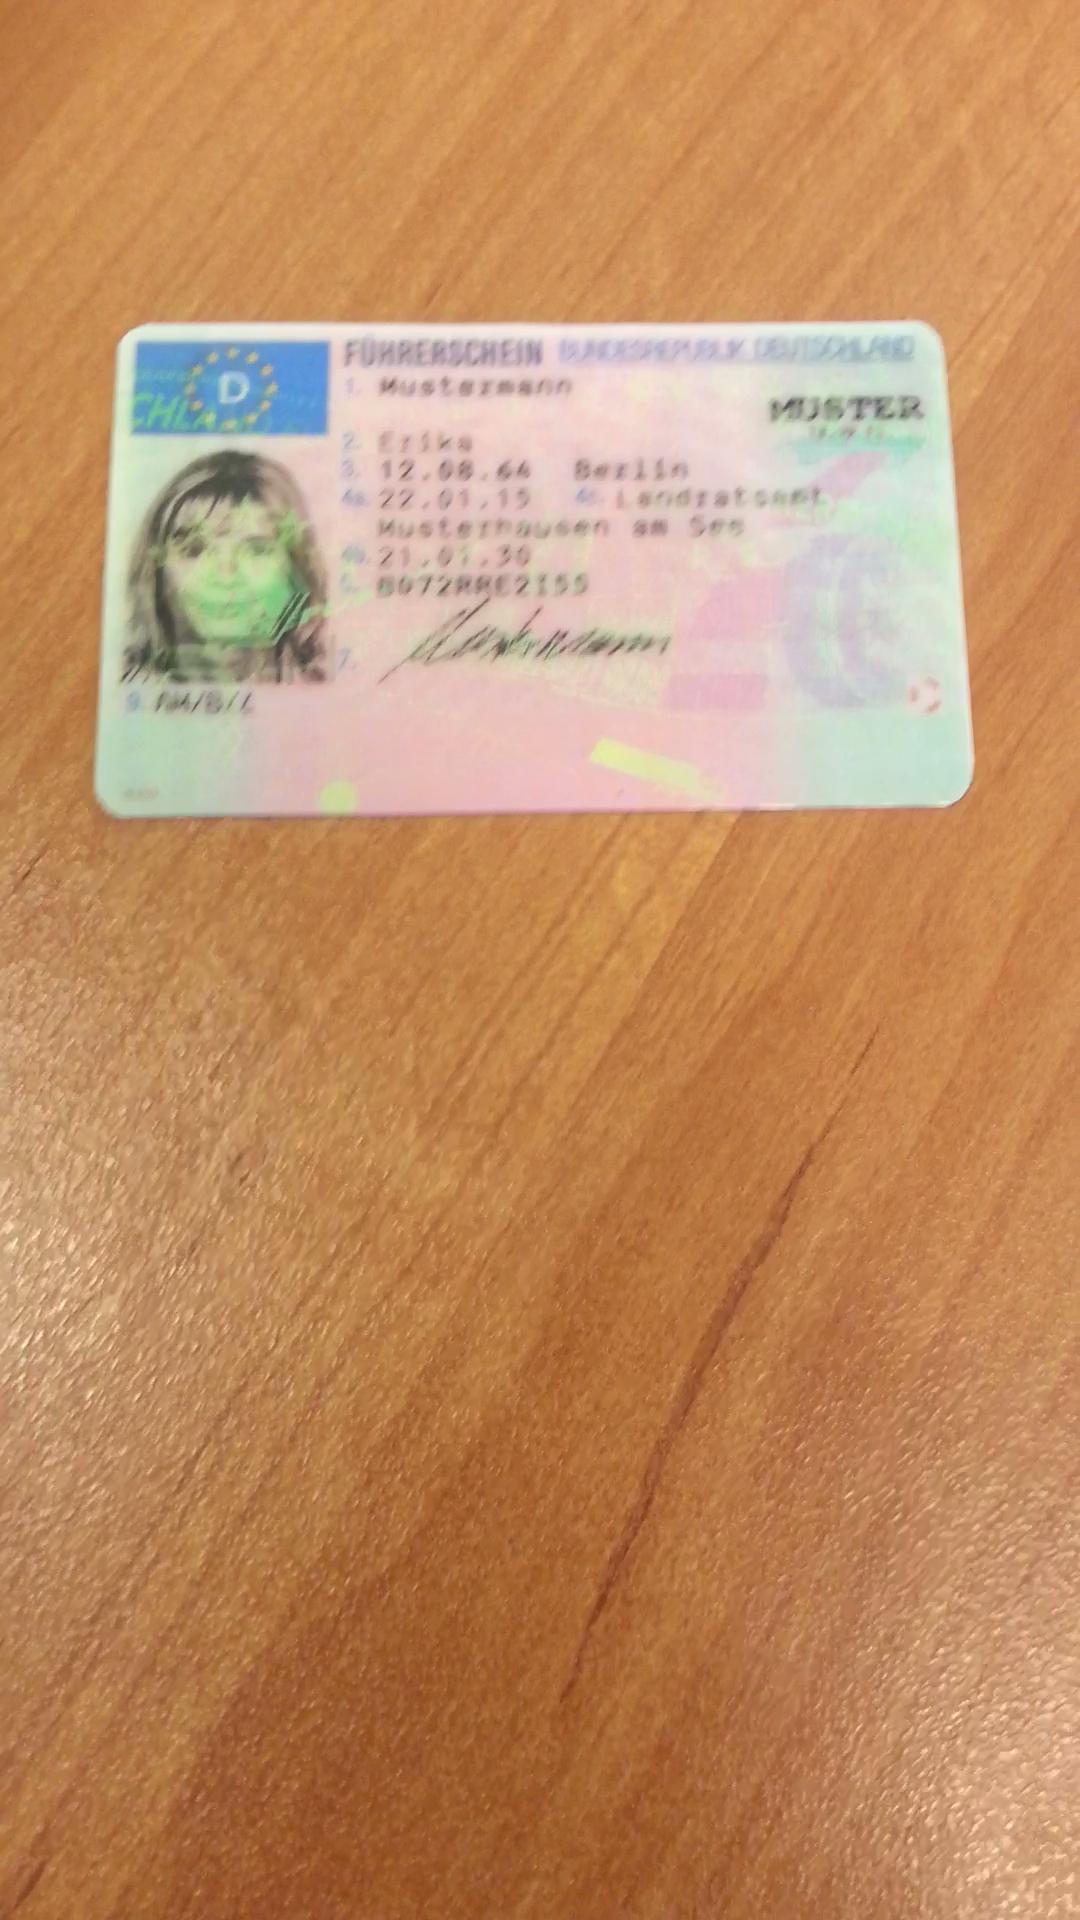 D
FÜHRERSCHEIN BUNDESREPUBLIK DEUTSCHLAND
1. Mustermann
MUSTER
2. Erika
3. 12.08.64 Berlin
4a. 22.01.15 4c. Landratsamt
Musterhausen am See
4b. 21.01.30
5. B072RRE2I55
7. Mustermann
9. AM/B/L